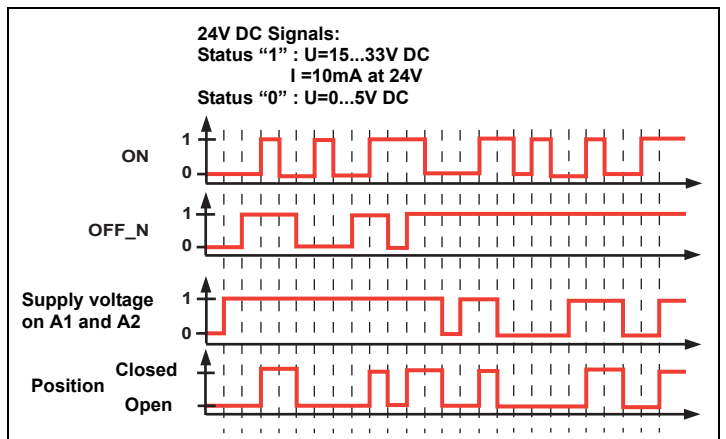 24V DC Signals:
Status “1” : U=15...33V DC
I =10mA at 24V
Status “0” : U=0...5V DC
ON
1
0
OFF_N
1
0
Supply voltage
on A1 and A2
1
0
Position
Closed
Open